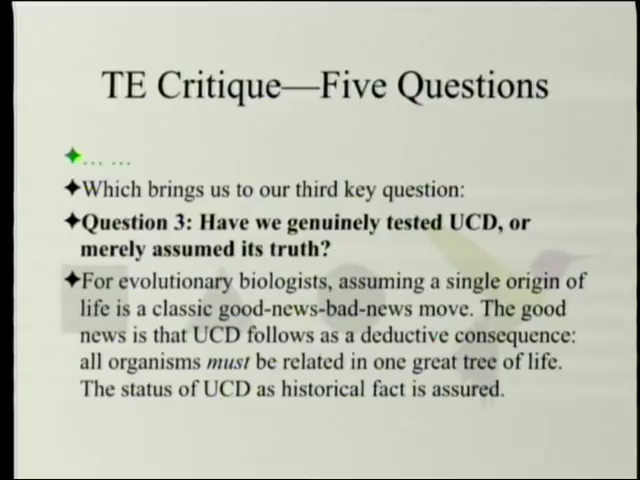 TE Critique—Five Questions
… …
Which brings us to our third key question:
Question 3: Have we genuinely tested UCD, or
merely assumed its truth?
For evolutionary biologists, assuming a single origin of
life is a classic good-news-bad-news move. The good
news is that UCD follows as a deductive consequence:
all organisms must be related in one great tree of life.
The status of UCD as historical fact is assured.